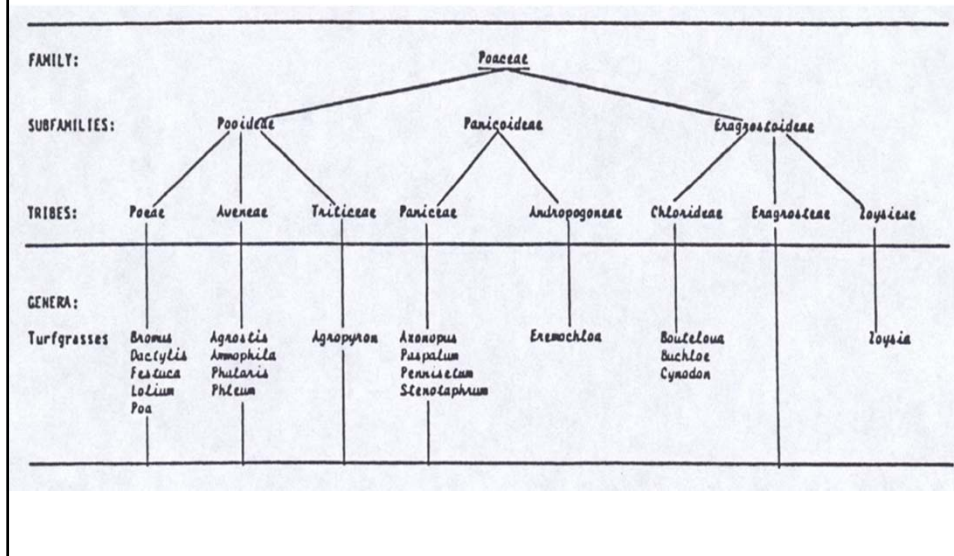 FAMILY: Poaceae
SUBFAMILIES: Pooideae Panicoideae Eragrostoideae
TRIBES: Poeae Aveneae Triticeae Paniceae Andropogoneae Chlorideae Eragrosteae Zoysieae
GENERA:
Turfgrasses Bromus Agrostis Agropyron Axonopus Eremochloa Bouteloua Zoysia
Dactylis Ammophila Paspalum Buchloe
Festuca Phalaris Pennisetum Cynodon
Lolium Phleum Stenotaphrum
Poa